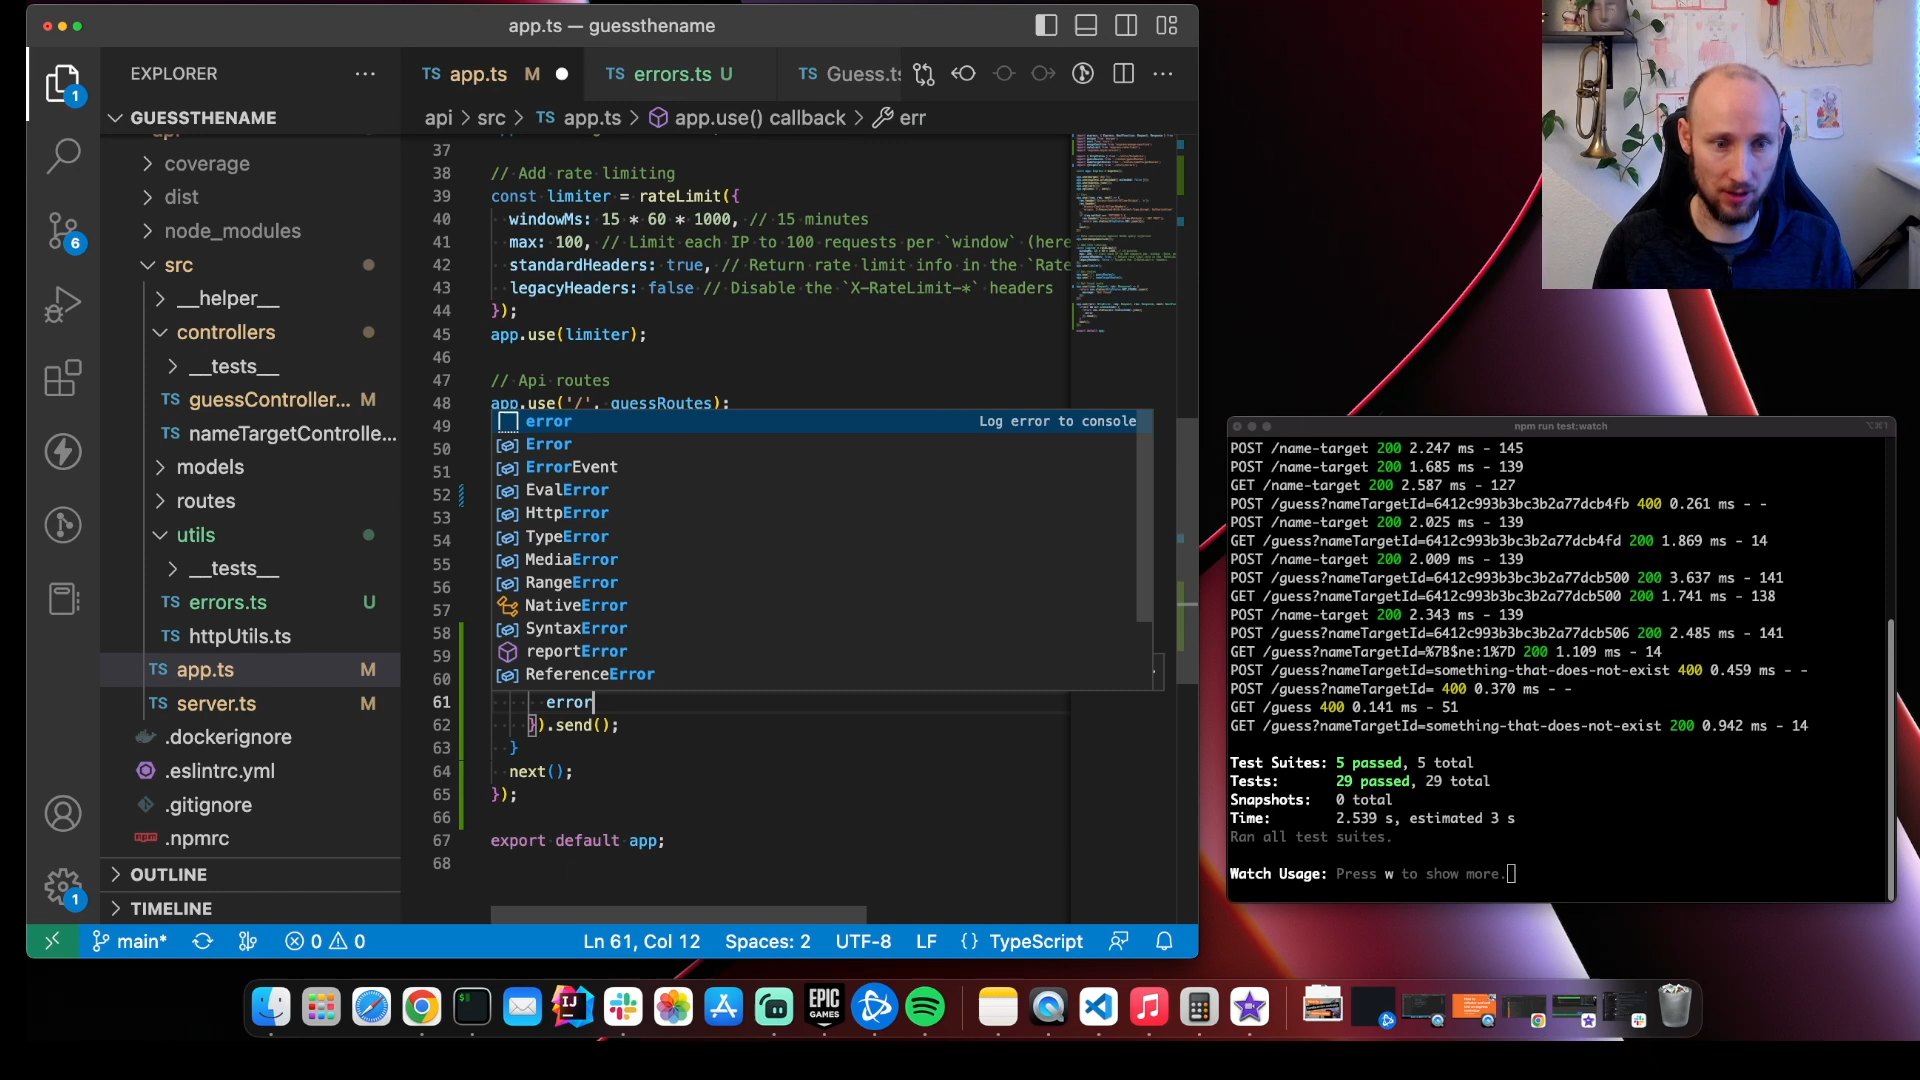 app.ts — guessthename
EXPLORER
TS app.ts M
TS errors.ts U
TS Guess.ts
GUESSTHENAME
api > src > TS app.ts > app.use() callback > err
coverage
dist
node_modules
src
__helper__
controllers
__tests__
TS guessController... M
TS nameTargetControlle...
models
routes
utils
__tests__
TS errors.ts U
TS httpUtils.ts
TS app.ts M
TS server.ts M
.dockerignore
.eslintrc.yml
.gitignore
npm .npmrc
OUTLINE
TIMELINE
37
38 // Add rate limiting
39 const limiter = rateLimit({
40 windowMs: 15 * 60 * 1000, // 15 minutes
41 max: 100, // Limit each IP to 100 requests per `window` (here
42 standardHeaders: true, // Return rate limit info in the `Rate
43 legacyHeaders: false // Disable the `X-RateLimit-*` headers
44 });
45 app.use(limiter);
46
47 // Api routes
48 app.use('/', guessRoutes);
49
50
51
52
53
54
55
56
57
58
59
60
error Log error to console
Error
ErrorEvent
EvalError
HttpError
TypeError
MediaError
RangeError
NativeError
SyntaxError
reportError
ReferenceError
61 error
62 }).send();
63 }
64 next();
65 });
66
67 export default app;
68
1
6
1
main* 0 0 Ln 61, Col 12 Spaces: 2 UTF-8 LF {} TypeScript
npm run test:watch ⌥⌘1
POST /name-target 200 2.247 ms - 145
POST /name-target 200 1.685 ms - 139
GET /name-target 200 2.587 ms - 127
POST /guess?nameTargetId=6412c993b3bc3b2a77dcb4fb 400 0.261 ms - -
POST /name-target 200 2.025 ms - 139
GET /guess?nameTargetId=6412c993b3bc3b2a77dcb4fd 200 1.869 ms - 14
POST /name-target 200 2.009 ms - 139
POST /guess?nameTargetId=6412c993b3bc3b2a77dcb500 200 3.637 ms - 141
GET /guess?nameTargetId=6412c993b3bc3b2a77dcb500 200 1.741 ms - 138
POST /name-target 200 2.343 ms - 139
POST /guess?nameTargetId=6412c993b3bc3b2a77dcb506 200 2.485 ms - 141
GET /guess?nameTargetId=%7B$ne:1%7D 200 1.109 ms - 14
POST /guess?nameTargetId=something-that-does-not-exist 400 0.459 ms - -
POST /guess?nameTargetId= 400 0.370 ms - -
GET /guess 400 0.141 ms - 51
GET /guess?nameTargetId=something-that-does-not-exist 200 0.942 ms - 14
Test Suites: 5 passed, 5 total
Tests: 29 passed, 29 total
Snapshots: 0 total
Time: 2.539 s, estimated 3 s
Ran all test suites.
Watch Usage: Press w to show more.
IJ
EPIC
GAMES